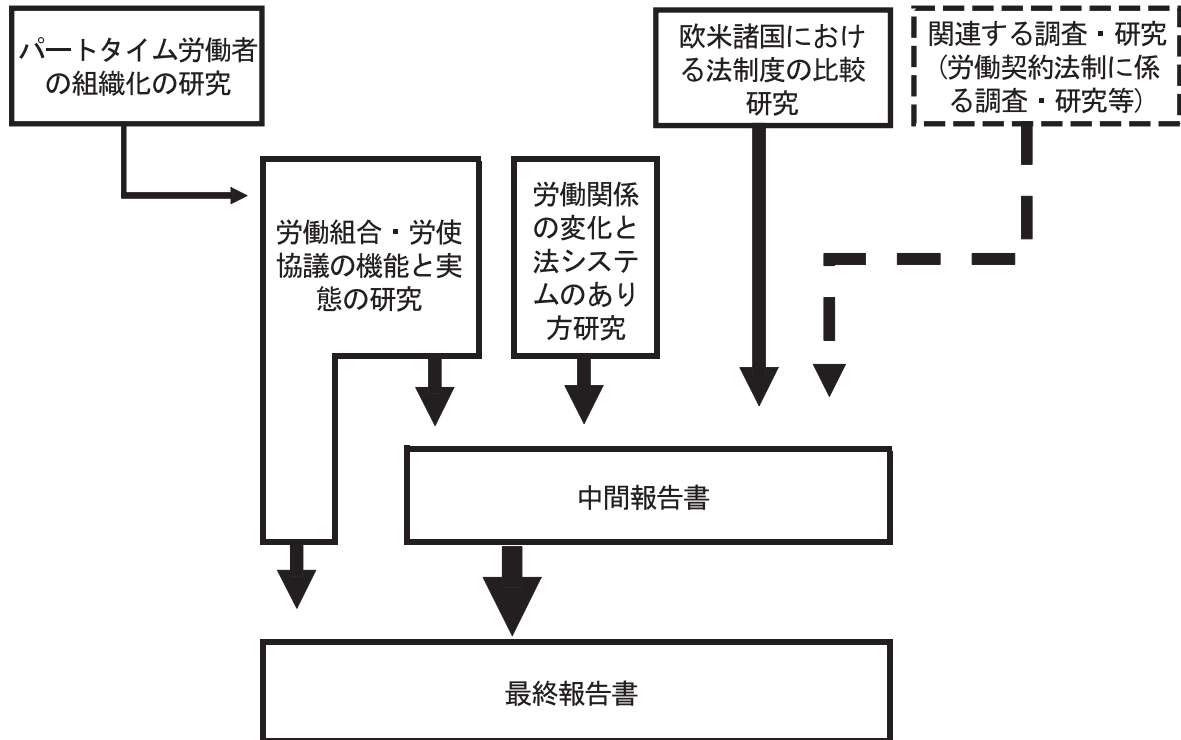 パートタイム労働者
の組織化の研究
欧米諸国におけ
る法制度の比較
研究
関連する調査・研究
(労働契約法制に係
る調査・研究等)
労働組合・労使
協議の機能と実
態の研究
労働関係
の変化と
法システ
ムのあり
方研究
中間報告書
最終報告書